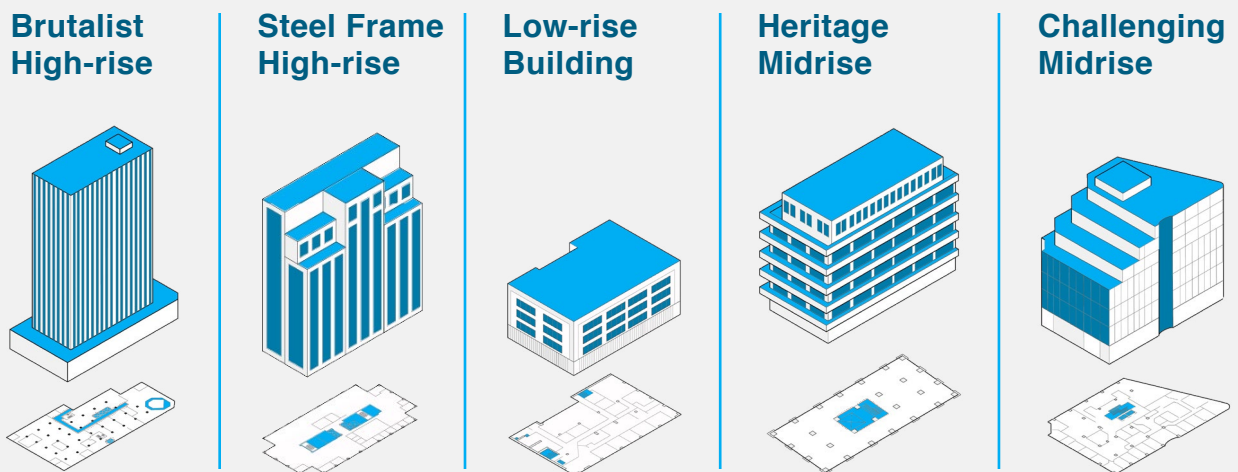 Brutalist
High-rise
Steel Frame
High-rise
Low-rise
Building
Heritage
Midrise
Challenging
Midrise